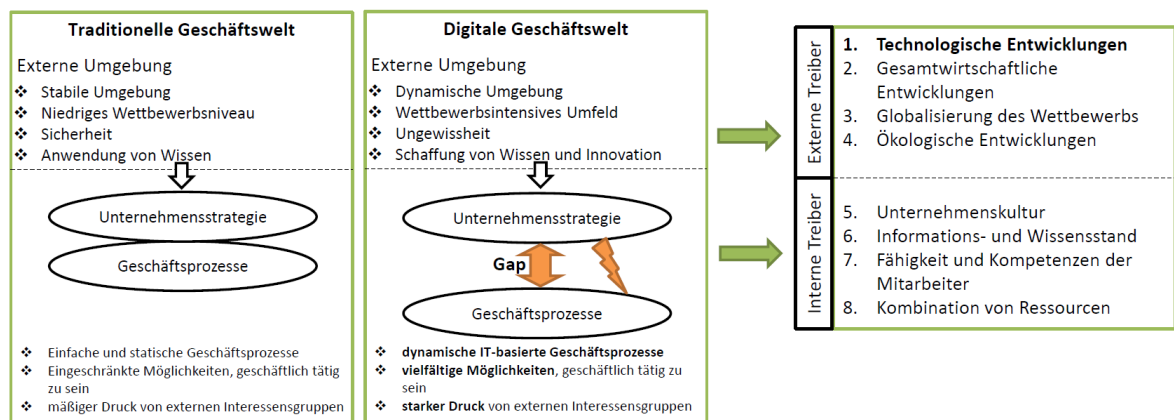 Traditionelle Geschäftswelt
Externe Umgebung
❖ Stabile Umgebung
❖ Niedriges Wettbewerbsniveau
❖ Sicherheit
❖ Anwendung von Wissen
Unternehmensstrategie
Geschäftsprozesse
❖ Einfache und statische Geschäftsprozesse
❖ Eingeschränkte Möglichkeiten, geschäftlich tätig
zu sein
❖ mäßiger Druck von externen Interessensgruppen
Digitale Geschäftswelt
Externe Umgebung
❖ Dynamische Umgebung
❖ Wettbewerbsintensives Umfeld
❖ Ungewissheit
❖ Schaffung von Wissen und Innovation
Unternehmensstrategie
Gap
Geschäftsprozesse
❖ dynamische IT-basierte Geschäftsprozesse
❖ vielfältige Möglichkeiten, geschäftlich tätig zu
sein
❖ starker Druck von externen Interessensgruppen
Externe Treiber
1. Technologische Entwicklungen
2. Gesamtwirtschaftliche
Entwicklungen
3. Globalisierung des Wettbewerbs
4. Ökologische Entwicklungen
Interne Treiber
5. Unternehmenskultur
6. Informations- und Wissensstand
7. Fähigkeit und Kompetenzen der
Mitarbeiter
8. Kombination von Ressourcen